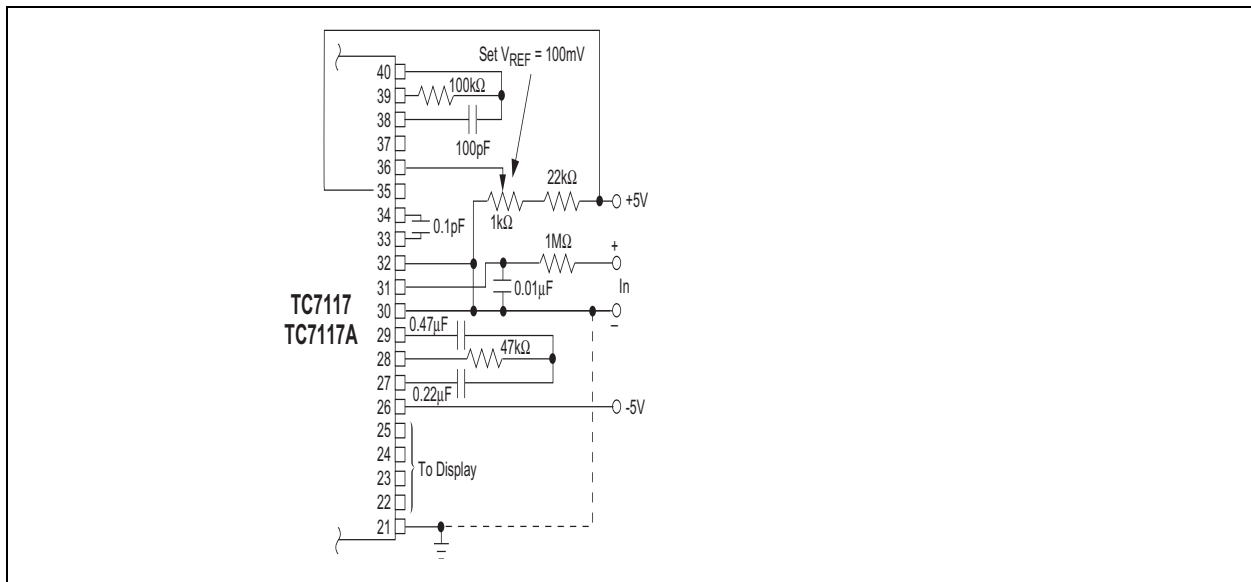 Set VREF = 100mV
40
39
100kΩ
38
100pF
37
36
22kΩ
35
+5V
1kΩ
34
0.1pF
33
1MΩ
+
32
31
0.01µF
In
TC7117
TC7117A
30
–
29
0.47µF
28
47kΩ
27
0.22µF
26
-5V
25
24
To Display
23
22
21